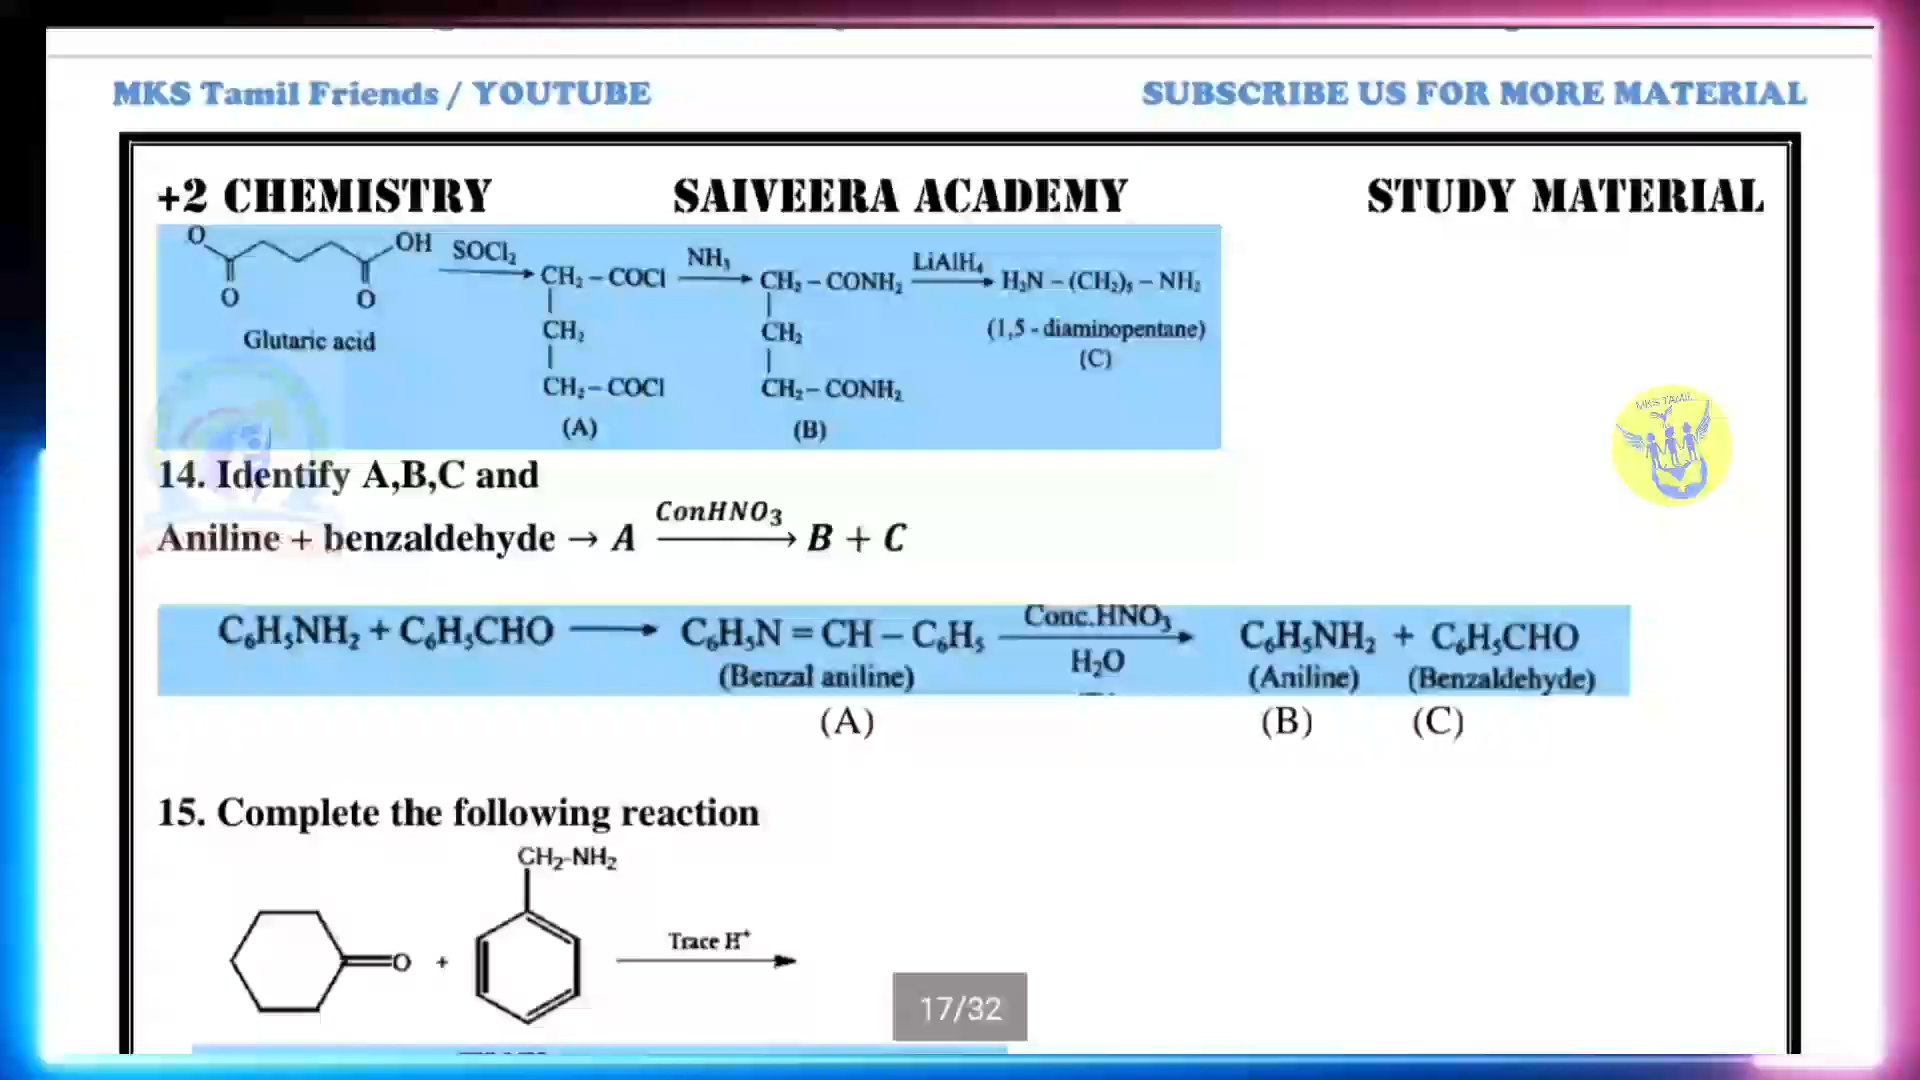 MKS Tamil Friends / YOUTUBE SUBSCRIBE US FOR MORE MATERIAL
+2 CHEMISTRY SAIVEERA ACADEMY STUDY MATERIAL
O OH SOCl₂ CH₂ – COCl NH₃ CH₂ – CONH₂ LiAlH₄ H₂N – (CH₂)₅ – NH₂
O O CH₂ CH₂ (1,5 - diaminopentane)
Glutaric acid (C)
CH₂ – COCl CH₂ – CONH₂
(A) (B)
14. Identify A,B,C and
Aniline + benzaldehyde → A ConHNO₃ → B + C
C₆H₅NH₂ + C₆H₅CHO ⟶ C₆H₅N = CH – C₆H₅ Conc.HNO₃ H₂O C₆H₅NH₂ + C₆H₅CHO
(Benzal aniline) (Aniline) (Benzaldehyde)
(A) (B) (C)
15. Complete the following reaction
CH₂-NH₂
O + Trace H⁺
17/32
MKS TAMIL